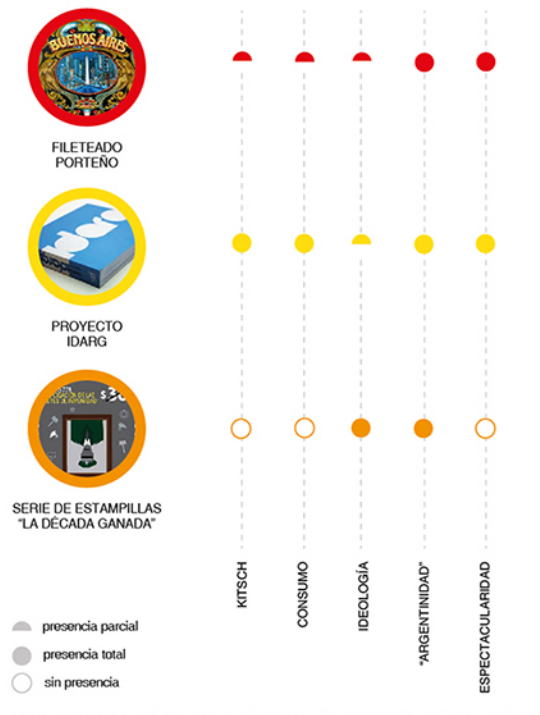 BUENOS AIRES
FILETEADO
PORTEÑO
PROYECTO
IDARG
SERIE DE ESTAMPILLAS
“LA DÉCADA GANADA”
KITSCH
CONSUMO
IDEOLOGÍA
“ARGENTINIDAD”
ESPECTACULARIDAD
presencia parcial
presencia total
sin presencia